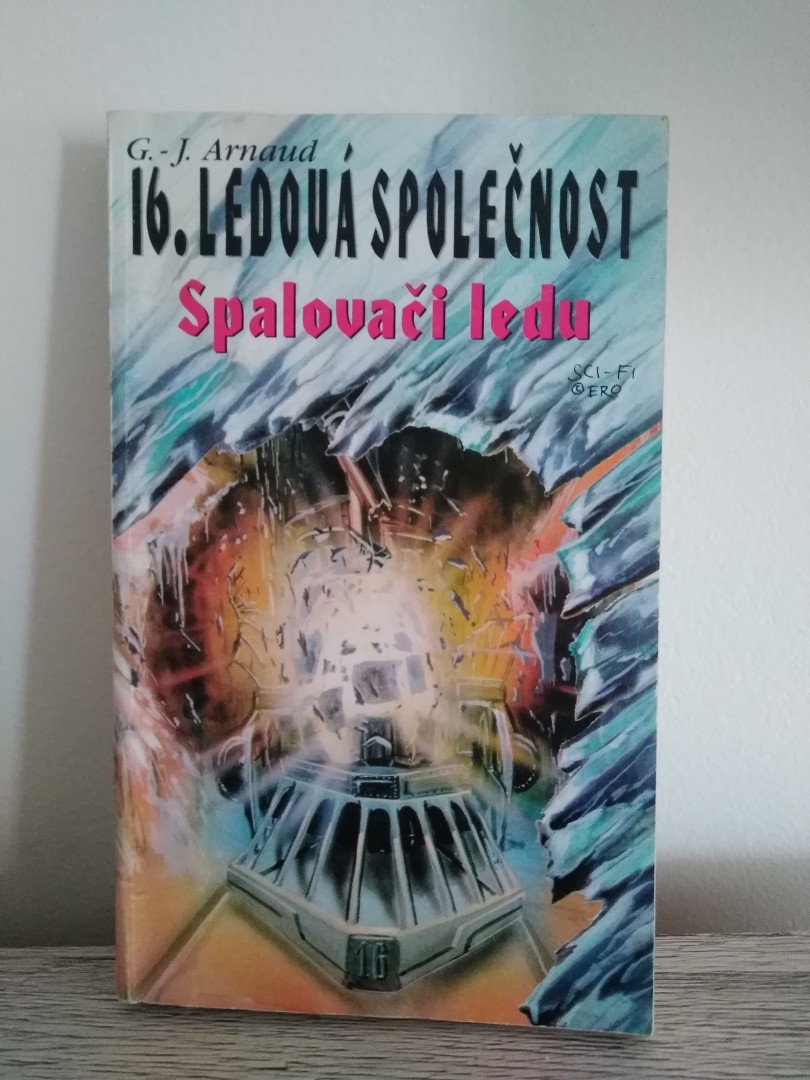 G.-J. Arnaud
16. LEDOVÁ SPOLEČNOST
Spalovači ledu
SCI-FI
©ERO
16